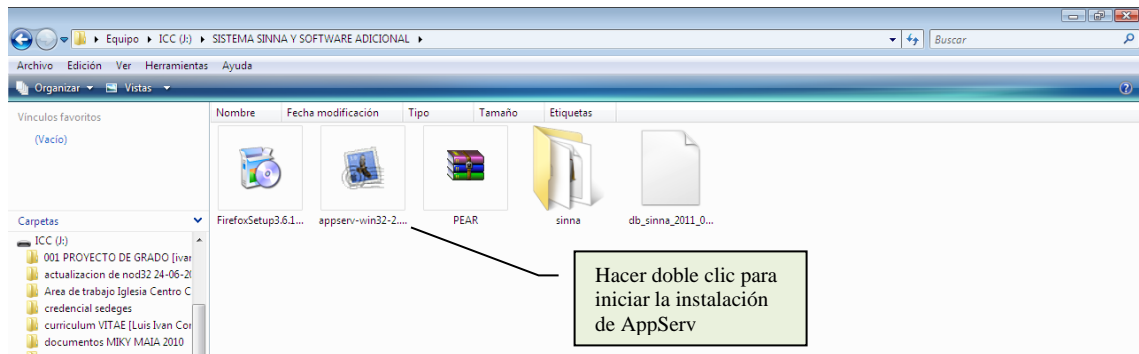 Equipo ▸ ICC (J:) ▸ SISTEMA SINNA Y SOFTWARE ADICIONAL ▸
Buscar
Archivo Edición Ver Herramientas Ayuda
Organizar Vistas
Vínculos favoritos
(Vacío)
Nombre Fecha modificación Tipo Tamaño Etiquetas
FirefoxSetup3.6.1... appserv-win32-2.... PEAR sinna db_sinna_2011_0...
Carpetas
ICC (J:)
001 PROYECTO DE GRADO [ivan
actualizacion de nod32 24-06-20
Area de trabajo Iglesia Centro C
credencial sedeges
curriculum VITAE [Luis Ivan Cor
documentos MIKY MAIA 2010
Hacer doble clic para
iniciar la instalación
de AppServ